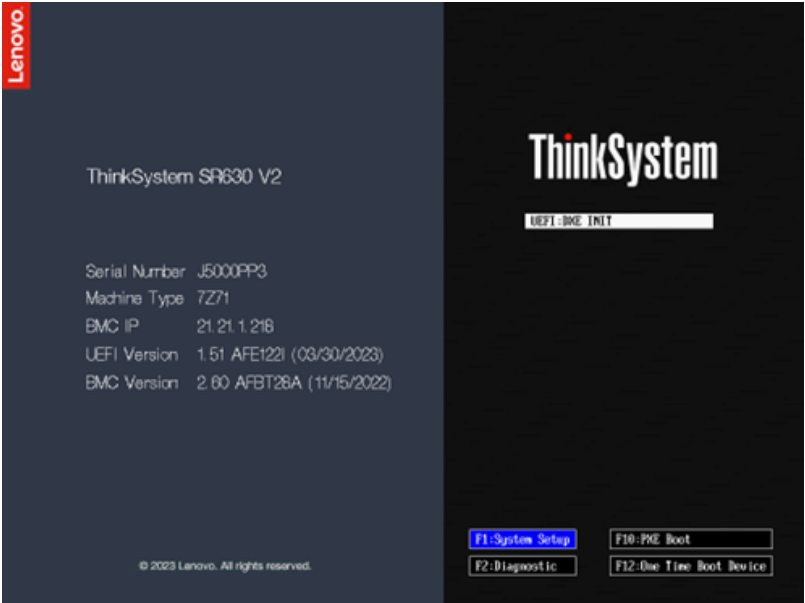 Lenovo.
ThinkSystem SR630 V2
Serial Number J5000PP3
Machine Type 7Z71
BMC IP 21.21.1.216
UEFI Version 1.51 AFE122I (03/30/2023)
BMC Version 2.60 AFBT26A (11/15/2022)
© 2023 Lenovo. All rights reserved.
ThinkSystem
UEFI:DXE INIT
F1:System Setup
F10:PXE Boot
F2:Diagnostic
F12:One Time Boot Device